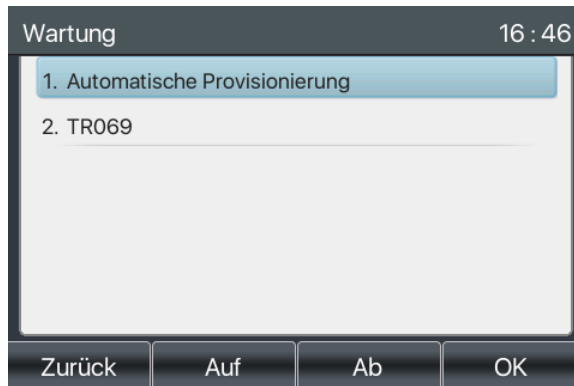 Wartung 16 : 46
1. Automatische Provisionierung
2. TR069
Zurück Auf Ab OK